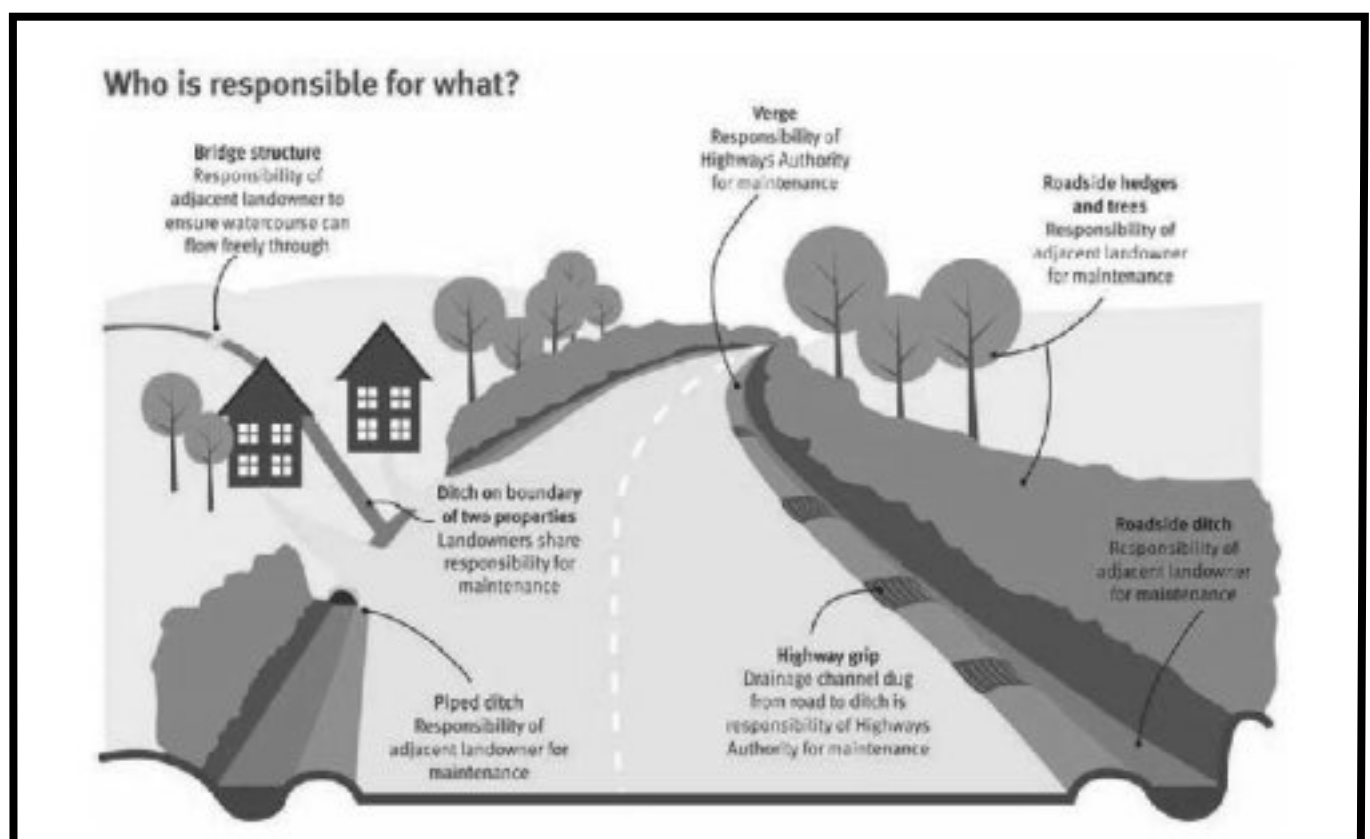 Who is responsible for what?
Bridge structure
Responsibility of
adjacent landowner to
ensure watercourse can
flow freely through
Verge
Responsibility of
Highways Authority
for maintenance
Roadside hedges
and trees
Responsibility of
adjacent landowner
for maintenance
Ditch on boundary
of two properties
Landowners share
responsibility for
maintenance
Roadside ditch
Responsibility of
adjacent landowner
for maintenance
Piped ditch
Responsibility of
adjacent landowner for
maintenance
Highway grip
Drainage channel dug
from road to ditch is
responsibility of Highways
Authority for maintenance